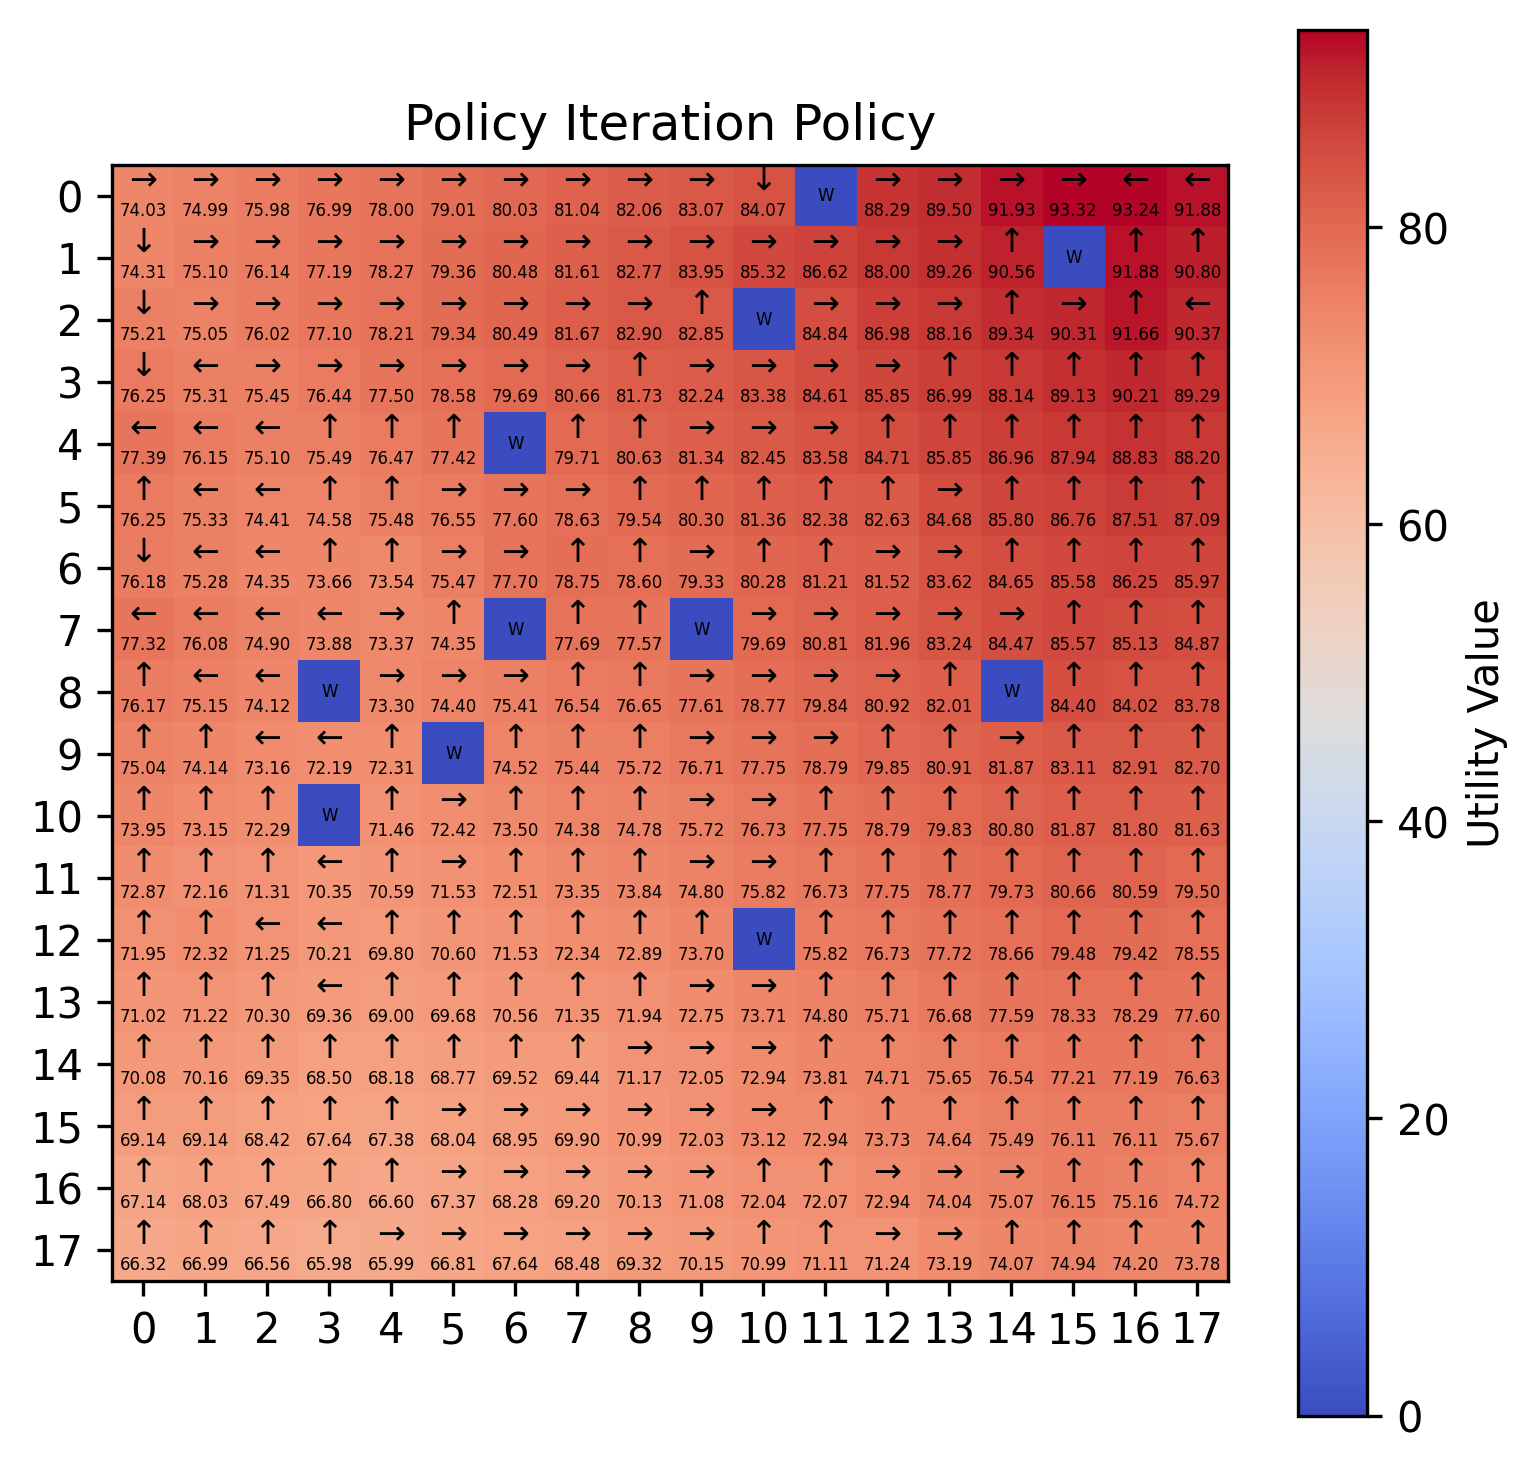 Policy Iteration Policy
→ → → → → → → → → → ↓ W → → → → ← ←
0 74.03 74.99 75.98 76.99 78.00 79.01 80.03 81.04 82.06 83.07 84.07 88.29 89.50 91.93 93.32 93.24 91.88
↓ → → → → → → → → → → → → → ↑ W ↑ ↑
1 74.31 75.10 76.14 77.19 78.27 79.36 80.48 81.61 82.77 83.95 85.32 86.62 88.00 89.26 90.56 91.88 90.80
↓ → → → → → → → → ↑ W → → → ↑ → ↑ ←
2 75.21 75.05 76.02 77.10 78.21 79.34 80.49 81.67 82.90 82.85 84.84 86.98 88.16 89.34 90.31 91.66 90.37
↓ ← → → → → → → ↑ → → → → ↑ ↑ ↑ ↑ ↑
3 76.25 75.31 75.45 76.44 77.50 78.58 79.69 80.66 81.73 82.24 83.38 84.61 85.85 86.99 88.14 89.13 90.21 89.29
← ← ← ↑ ↑ ↑ W ↑ ↑ → → → ↑ ↑ ↑ ↑ ↑ ↑
4 77.39 76.15 75.10 75.49 76.47 77.42 79.71 80.63 81.34 82.45 83.58 84.71 85.85 86.96 87.94 88.83 88.20
↑ ← ← ↑ ↑ → → → ↑ ↑ ↑ ↑ ↑ → ↑ ↑ ↑ ↑
5 76.25 75.33 74.41 74.58 75.48 76.55 77.60 78.63 79.54 80.30 81.36 82.38 82.63 84.68 85.80 86.76 87.51 87.09
↓ ← ← ↑ ↑ → → ↑ ↑ → ↑ ↑ → → ↑ ↑ ↑ ↑
6 76.18 75.28 74.35 73.66 73.54 75.47 77.70 78.75 78.60 79.33 80.28 81.21 81.52 83.62 84.65 85.58 86.25 85.97
← ← ← ← → ↑ W ↑ ↑ W → → → → → ↑ ↑ ↑
7 77.32 76.08 74.90 73.88 73.37 74.35 77.69 77.57 79.69 80.81 81.96 83.24 84.47 85.57 85.13 84.87
↑ ← ← W → → → ↑ ↑ → → → → ↑ W ↑ ↑ ↑
8 76.17 75.15 74.12 73.30 74.40 75.41 76.54 76.65 77.61 78.77 79.84 80.92 82.01 84.40 84.02 83.78
↑ ↑ ← ← ↑ W ↑ ↑ ↑ → → → ↑ ↑ → ↑ ↑ ↑
9 75.04 74.14 73.16 72.19 72.31 74.52 75.44 75.72 76.71 77.75 78.79 79.85 80.91 81.87 83.11 82.91 82.70
↑ ↑ ↑ W ↑ → ↑ ↑ ↑ → → ↑ ↑ ↑ ↑ ↑ ↑ ↑
10 73.95 73.15 72.29 71.46 72.42 73.50 74.38 74.78 75.72 76.73 77.75 78.79 79.83 80.80 81.87 81.80 81.63
↑ ↑ ↑ ← ↑ → ↑ ↑ ↑ → → ↑ ↑ ↑ ↑ ↑ ↑ ↑
11 72.87 72.16 71.31 70.35 70.59 71.53 72.51 73.35 73.84 74.80 75.82 76.73 77.75 78.77 79.73 80.66 80.59 79.50
↑ ↑ ← ← ↑ ↑ ↑ ↑ ↑ ↑ W ↑ ↑ ↑ ↑ ↑ ↑ ↑
12 71.95 72.32 71.25 70.21 69.80 70.60 71.53 72.34 72.89 73.70 75.82 76.73 77.72 78.66 79.48 79.42 78.55
↑ ↑ ↑ ← ↑ ↑ ↑ ↑ ↑ → → ↑ ↑ ↑ ↑ ↑ ↑ ↑
13 71.02 71.22 70.30 69.36 69.00 69.68 70.56 71.35 71.94 72.75 73.71 74.80 75.71 76.68 77.59 78.33 78.29 77.60
↑ ↑ ↑ ↑ ↑ ↑ ↑ ↑ → → → ↑ ↑ ↑ ↑ ↑ ↑ ↑
14 70.08 70.16 69.35 68.50 68.18 68.77 69.52 69.44 71.17 72.05 72.94 73.81 74.71 75.65 76.54 77.21 77.19 76.63
↑ ↑ ↑ ↑ ↑ → → → → → → ↑ ↑ ↑ ↑ ↑ ↑ ↑
15 69.14 69.14 68.42 67.64 67.38 68.04 68.95 69.90 70.99 72.03 73.12 72.94 73.73 74.64 75.49 76.11 76.11 75.67
↑ ↑ ↑ ↑ ↑ → → → → → ↑ ↑ → → → ↑ ↑ ↑
16 67.14 68.03 67.49 66.80 66.60 67.37 68.28 69.20 70.13 71.08 72.04 72.07 72.94 74.04 75.07 76.15 75.16 74.72
↑ ↑ ↑ ↑ → → → → → → ↑ ↑ → → ↑ ↑ ↑ ↑
17 66.32 66.99 66.56 65.98 65.99 66.81 67.64 68.48 69.32 70.15 70.99 71.11 71.24 73.19 74.07 74.94 74.20 73.78
0 1 2 3 4 5 6 7 8 9 10 11 12 13 14 15 16 17
80
60
40
20
0
Utility Value